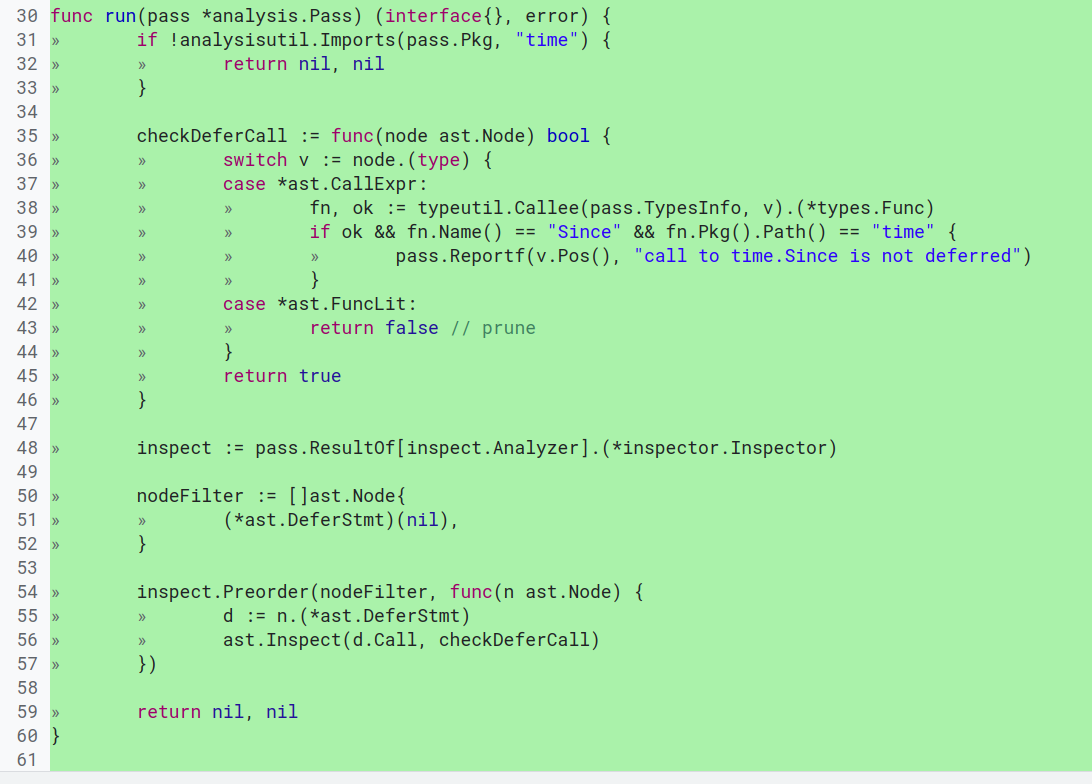 30 func run(pass *analysis.Pass) (interface{}, error) {
31 »       if !analysisutil.Imports(pass.Pkg, "time") {
32 »       »       return nil, nil
33 »       }
34
35 »       checkDeferCall := func(node ast.Node) bool {
36 »       »       switch v := node.(type) {
37 »       »       case *ast.CallExpr:
38 »       »       »       fn, ok := typeutil.Callee(pass.TypesInfo, v).(*types.Func)
39 »       »       »       if ok && fn.Name() == "Since" && fn.Pkg().Path() == "time" {
40 »       »       »       »       pass.Reportf(v.Pos(), "call to time.Since is not deferred")
41 »       »       »       }
42 »       »       case *ast.FuncLit:
43 »       »       »       return false // prune
44 »       »       }
45 »       »       return true
46 »       }
47
48 »       inspect := pass.ResultOf[inspect.Analyzer].(*inspector.Inspector)
49
50 »       nodeFilter := []ast.Node{
51 »       »       (*ast.DeferStmt)(nil),
52 »       }
53
54 »       inspect.Preorder(nodeFilter, func(n ast.Node) {
55 »       »       d := n.(*ast.DeferStmt)
56 »       »       ast.Inspect(d.Call, checkDeferCall)
57 »       })
58
59 »       return nil, nil
60 }
61